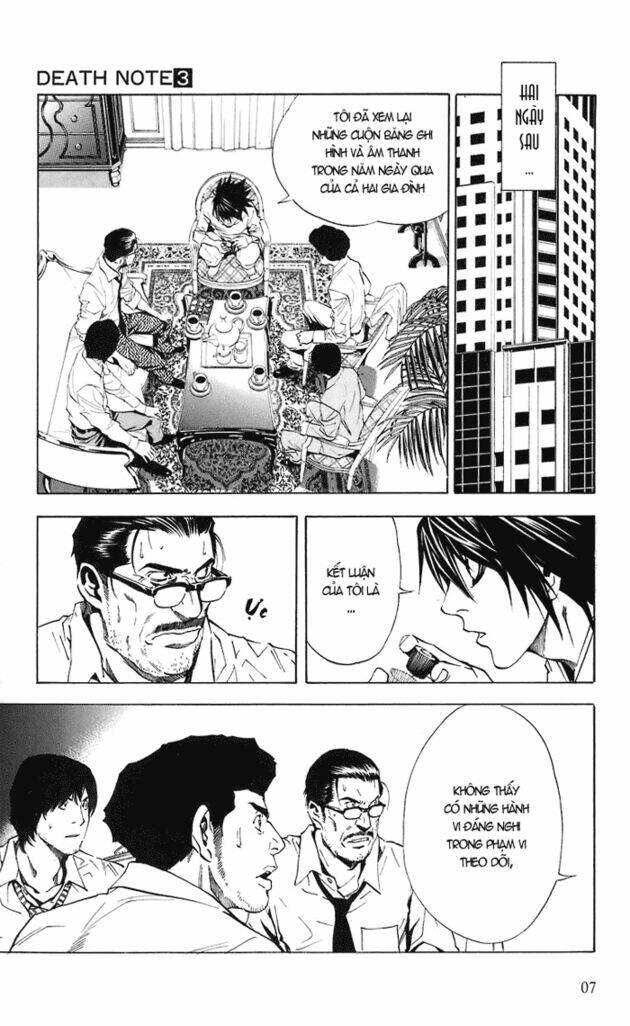 DEATH NOTE 3
HAI
NGÀY
SAU
...
TÔI ĐÃ XEM LẠI
NHỮNG CUỘN BĂNG GHI
HÌNH VÀ ÂM THANH
TRONG NĂM NGÀY QUA
CỦA CẢ HAI GIA ĐÌNH
KẾT LUẬN
CỦA TÔI LÀ
...
ỰC
KHÔNG THẤY
CÓ NHỮNG HÀNH
VI ĐÁNG NGHI
TRONG PHẠM VI
THEO DÕI,
07